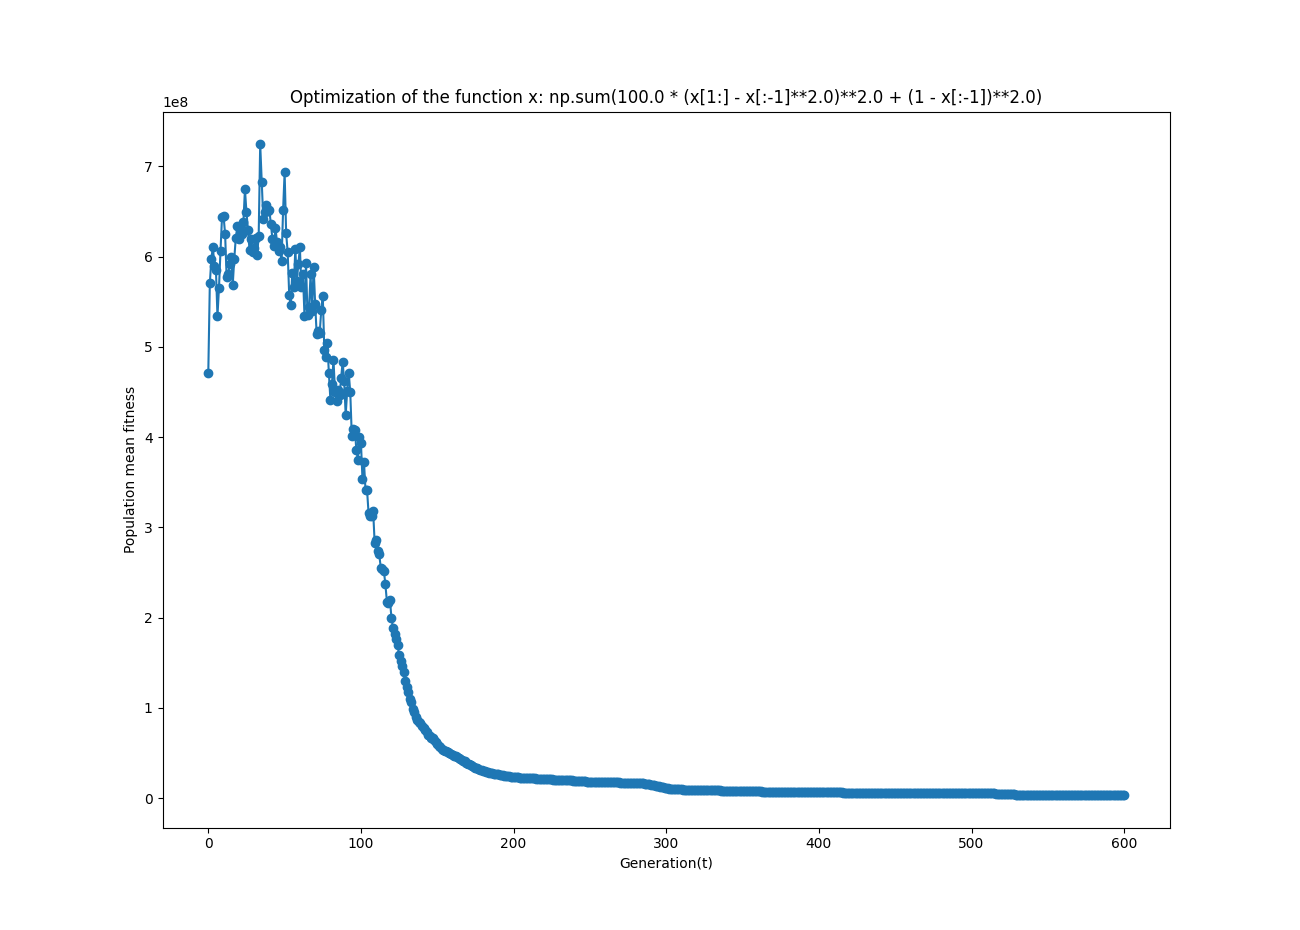 Optimization of the function x: np.sum(100.0 * (x[1:] - x[:-1]**2.0)**2.0 + (1 - x[:-1])**2.0)
1e8
7
6
5
4
3
2
1
0
Population mean fitness
0 100 200 300 400 500 600
Generation(t)